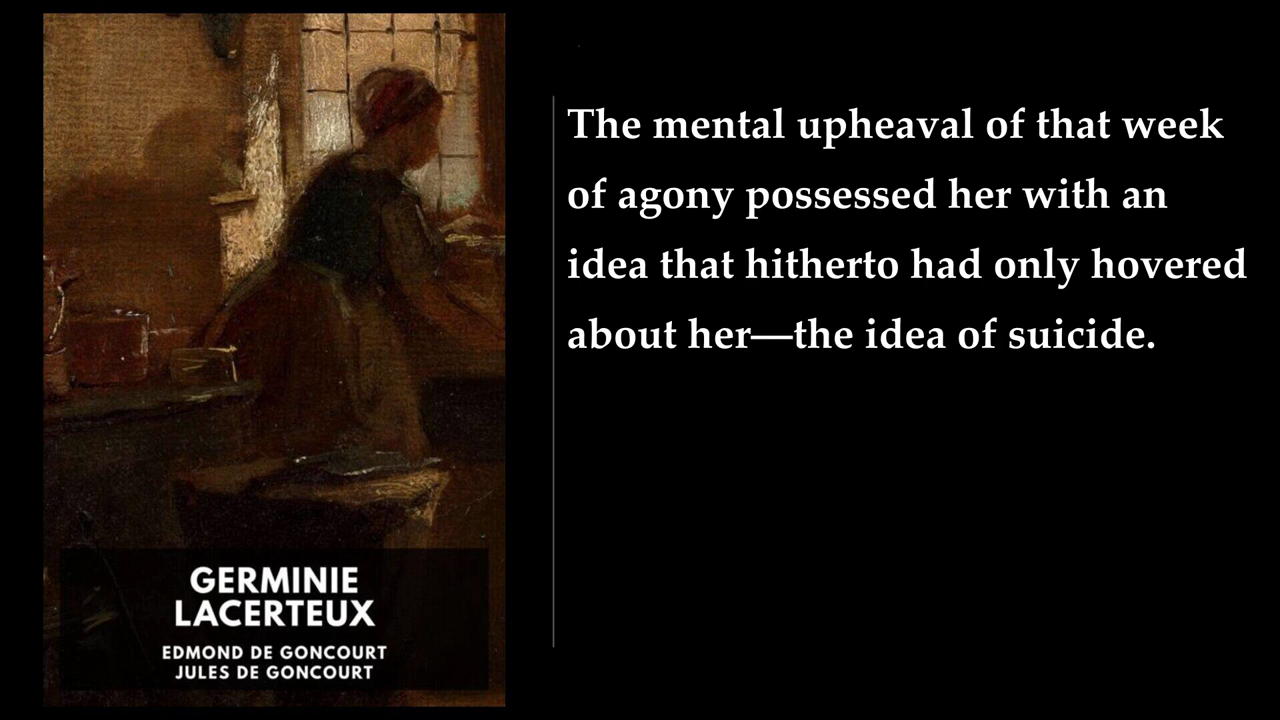 GERMINIE
LACERTEUX
EDMOND DE GONCOURT
JULES DE GONCOURT
The mental upheaval of that week
of agony possessed her with an
idea that hitherto had only hovered
about her—the idea of suicide.